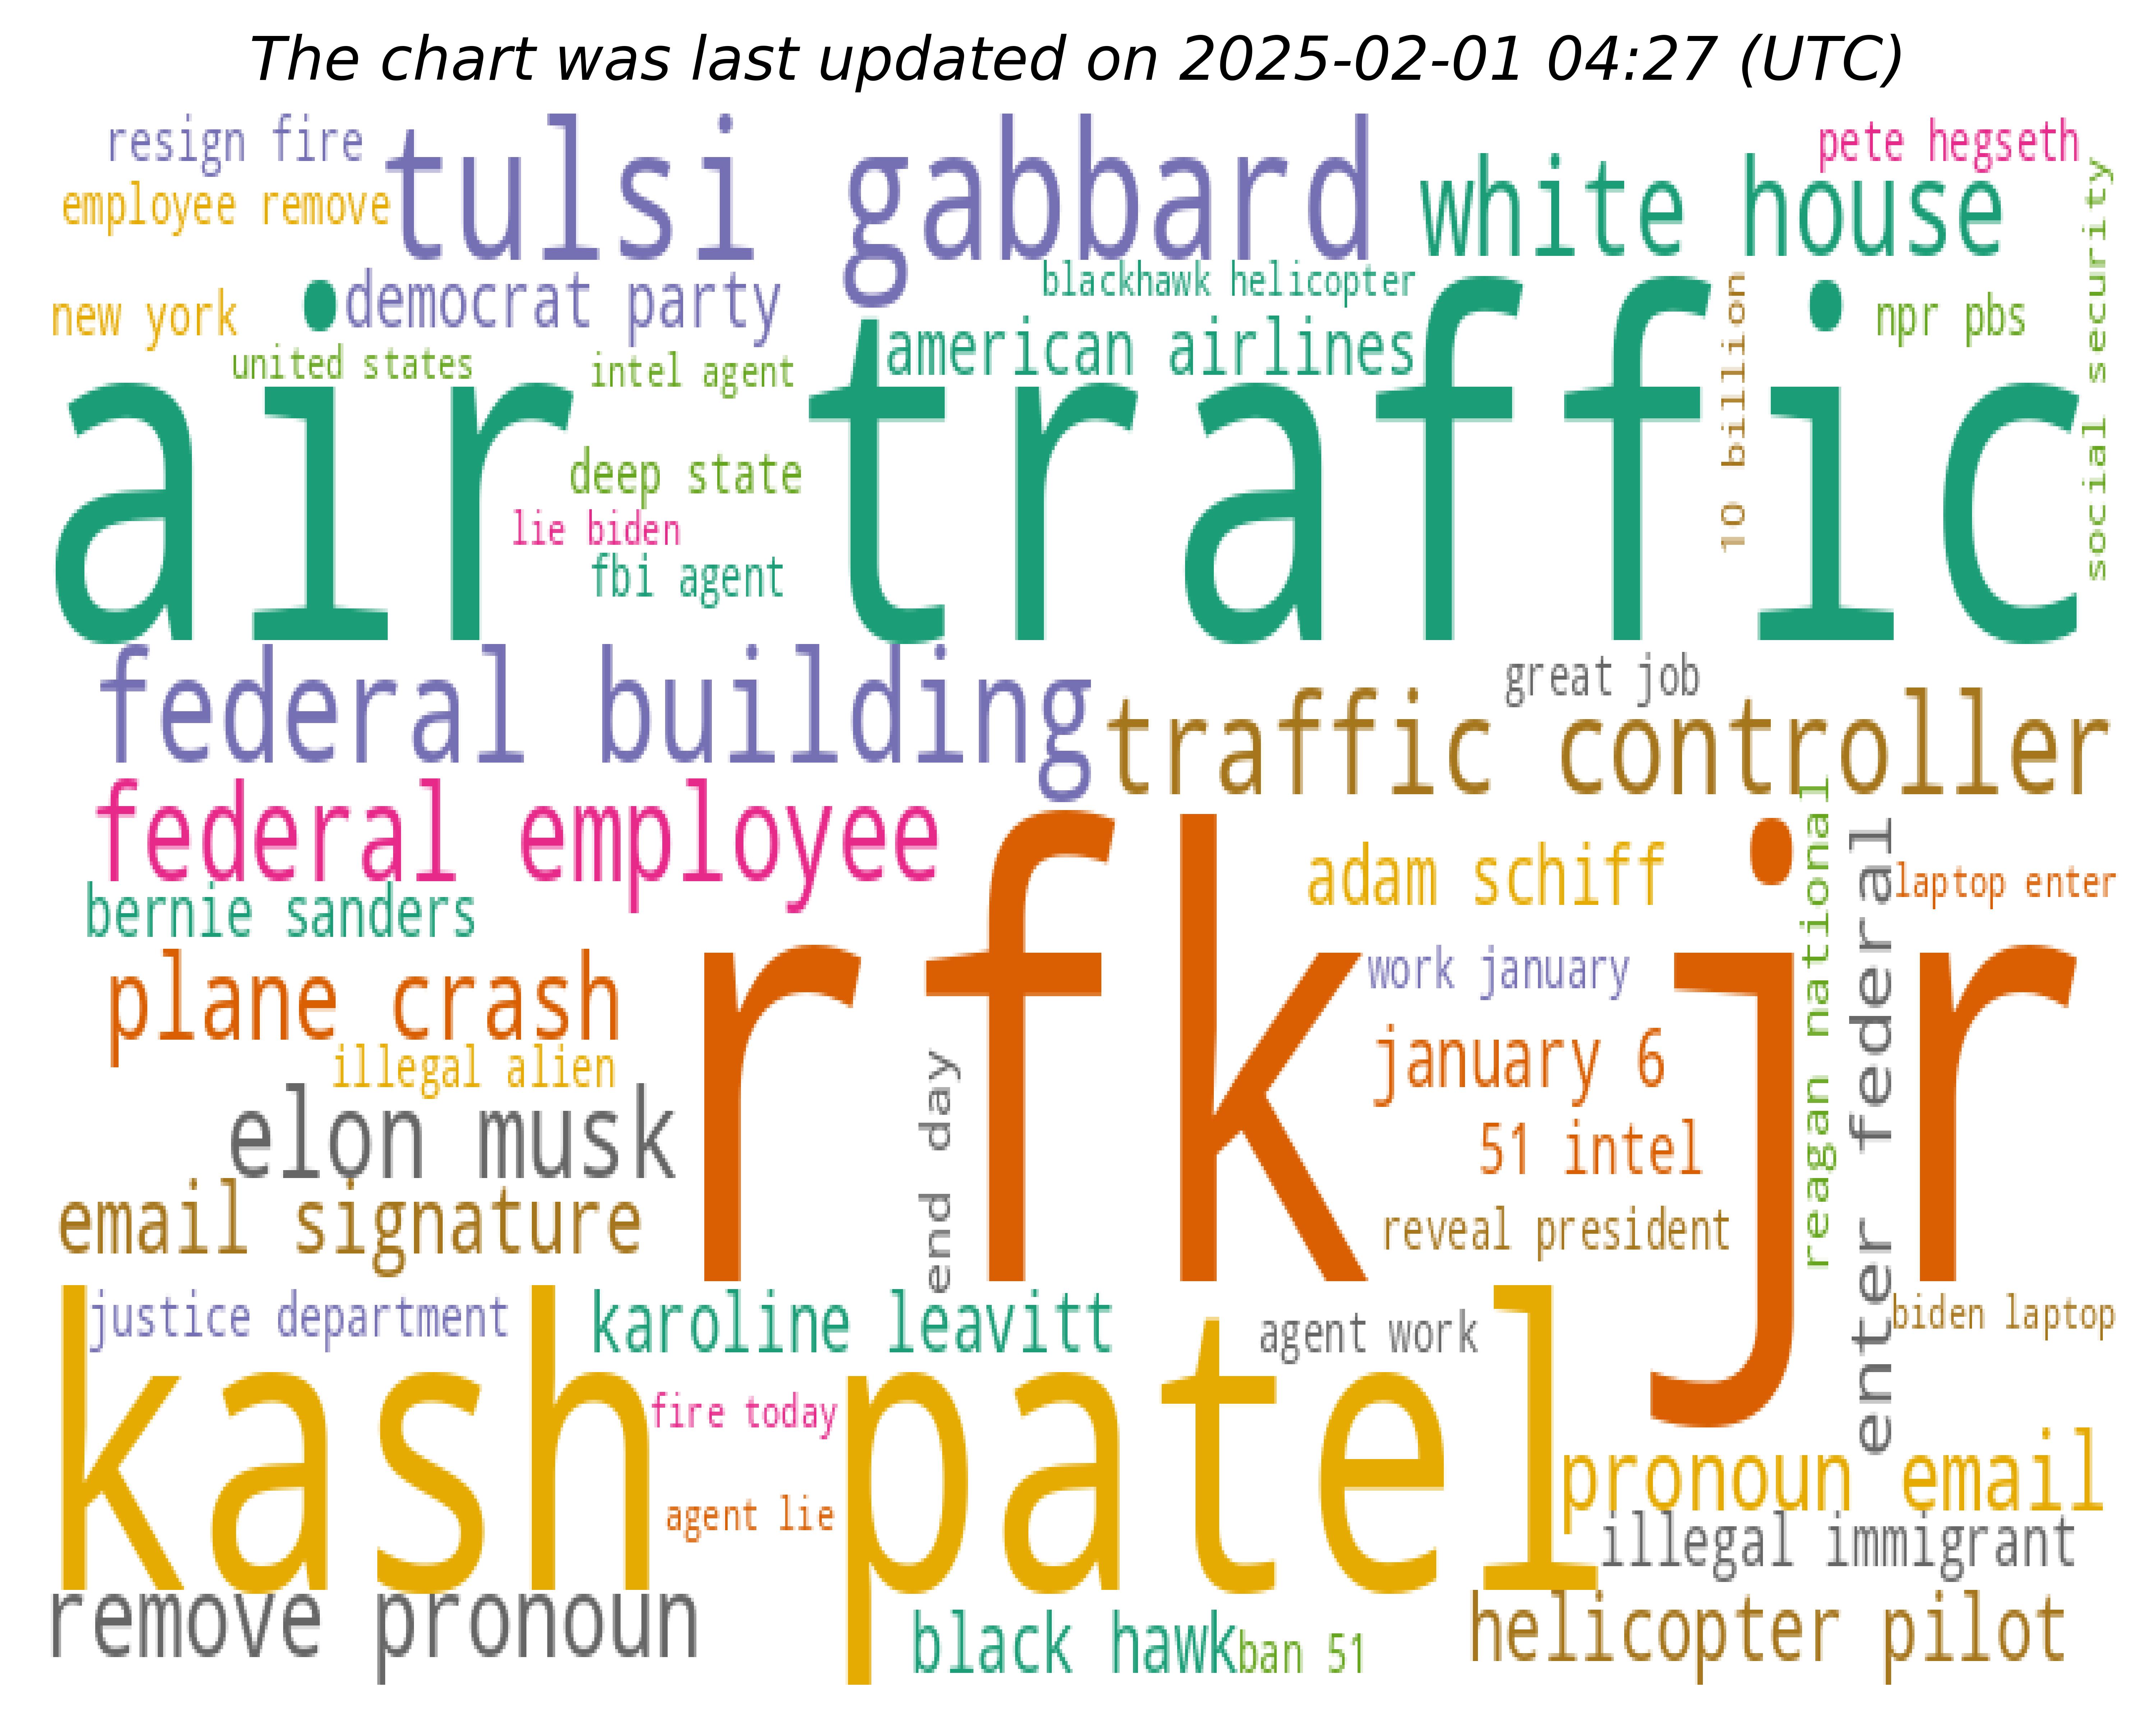 The chart was last updated on 2025-02-01 04:27 (UTC)
resign fire
tulsi gabbard
pete hegseth
white house
employee remove
social security
democrat party
blackhawk helicopter
new york
npr pbs
10 billion
american airlines
united states
intel agent
air traffic
deep state
lie biden
fbi agent
federal building
great job
traffic controller
federal employee
reagan national
enter federal
adam schiff
laptop enter
bernie sanders
rfk jr
plane crash
work january
january 6
illegal alien
end day
elon musk
51 intel
email signature
reveal president
justice department
karoline leavitt
agent work
biden laptop
kash patel
fire today
pronoun email
agent lie
illegal immigrant
remove pronoun
black hawk
ban 51
helicopter pilot